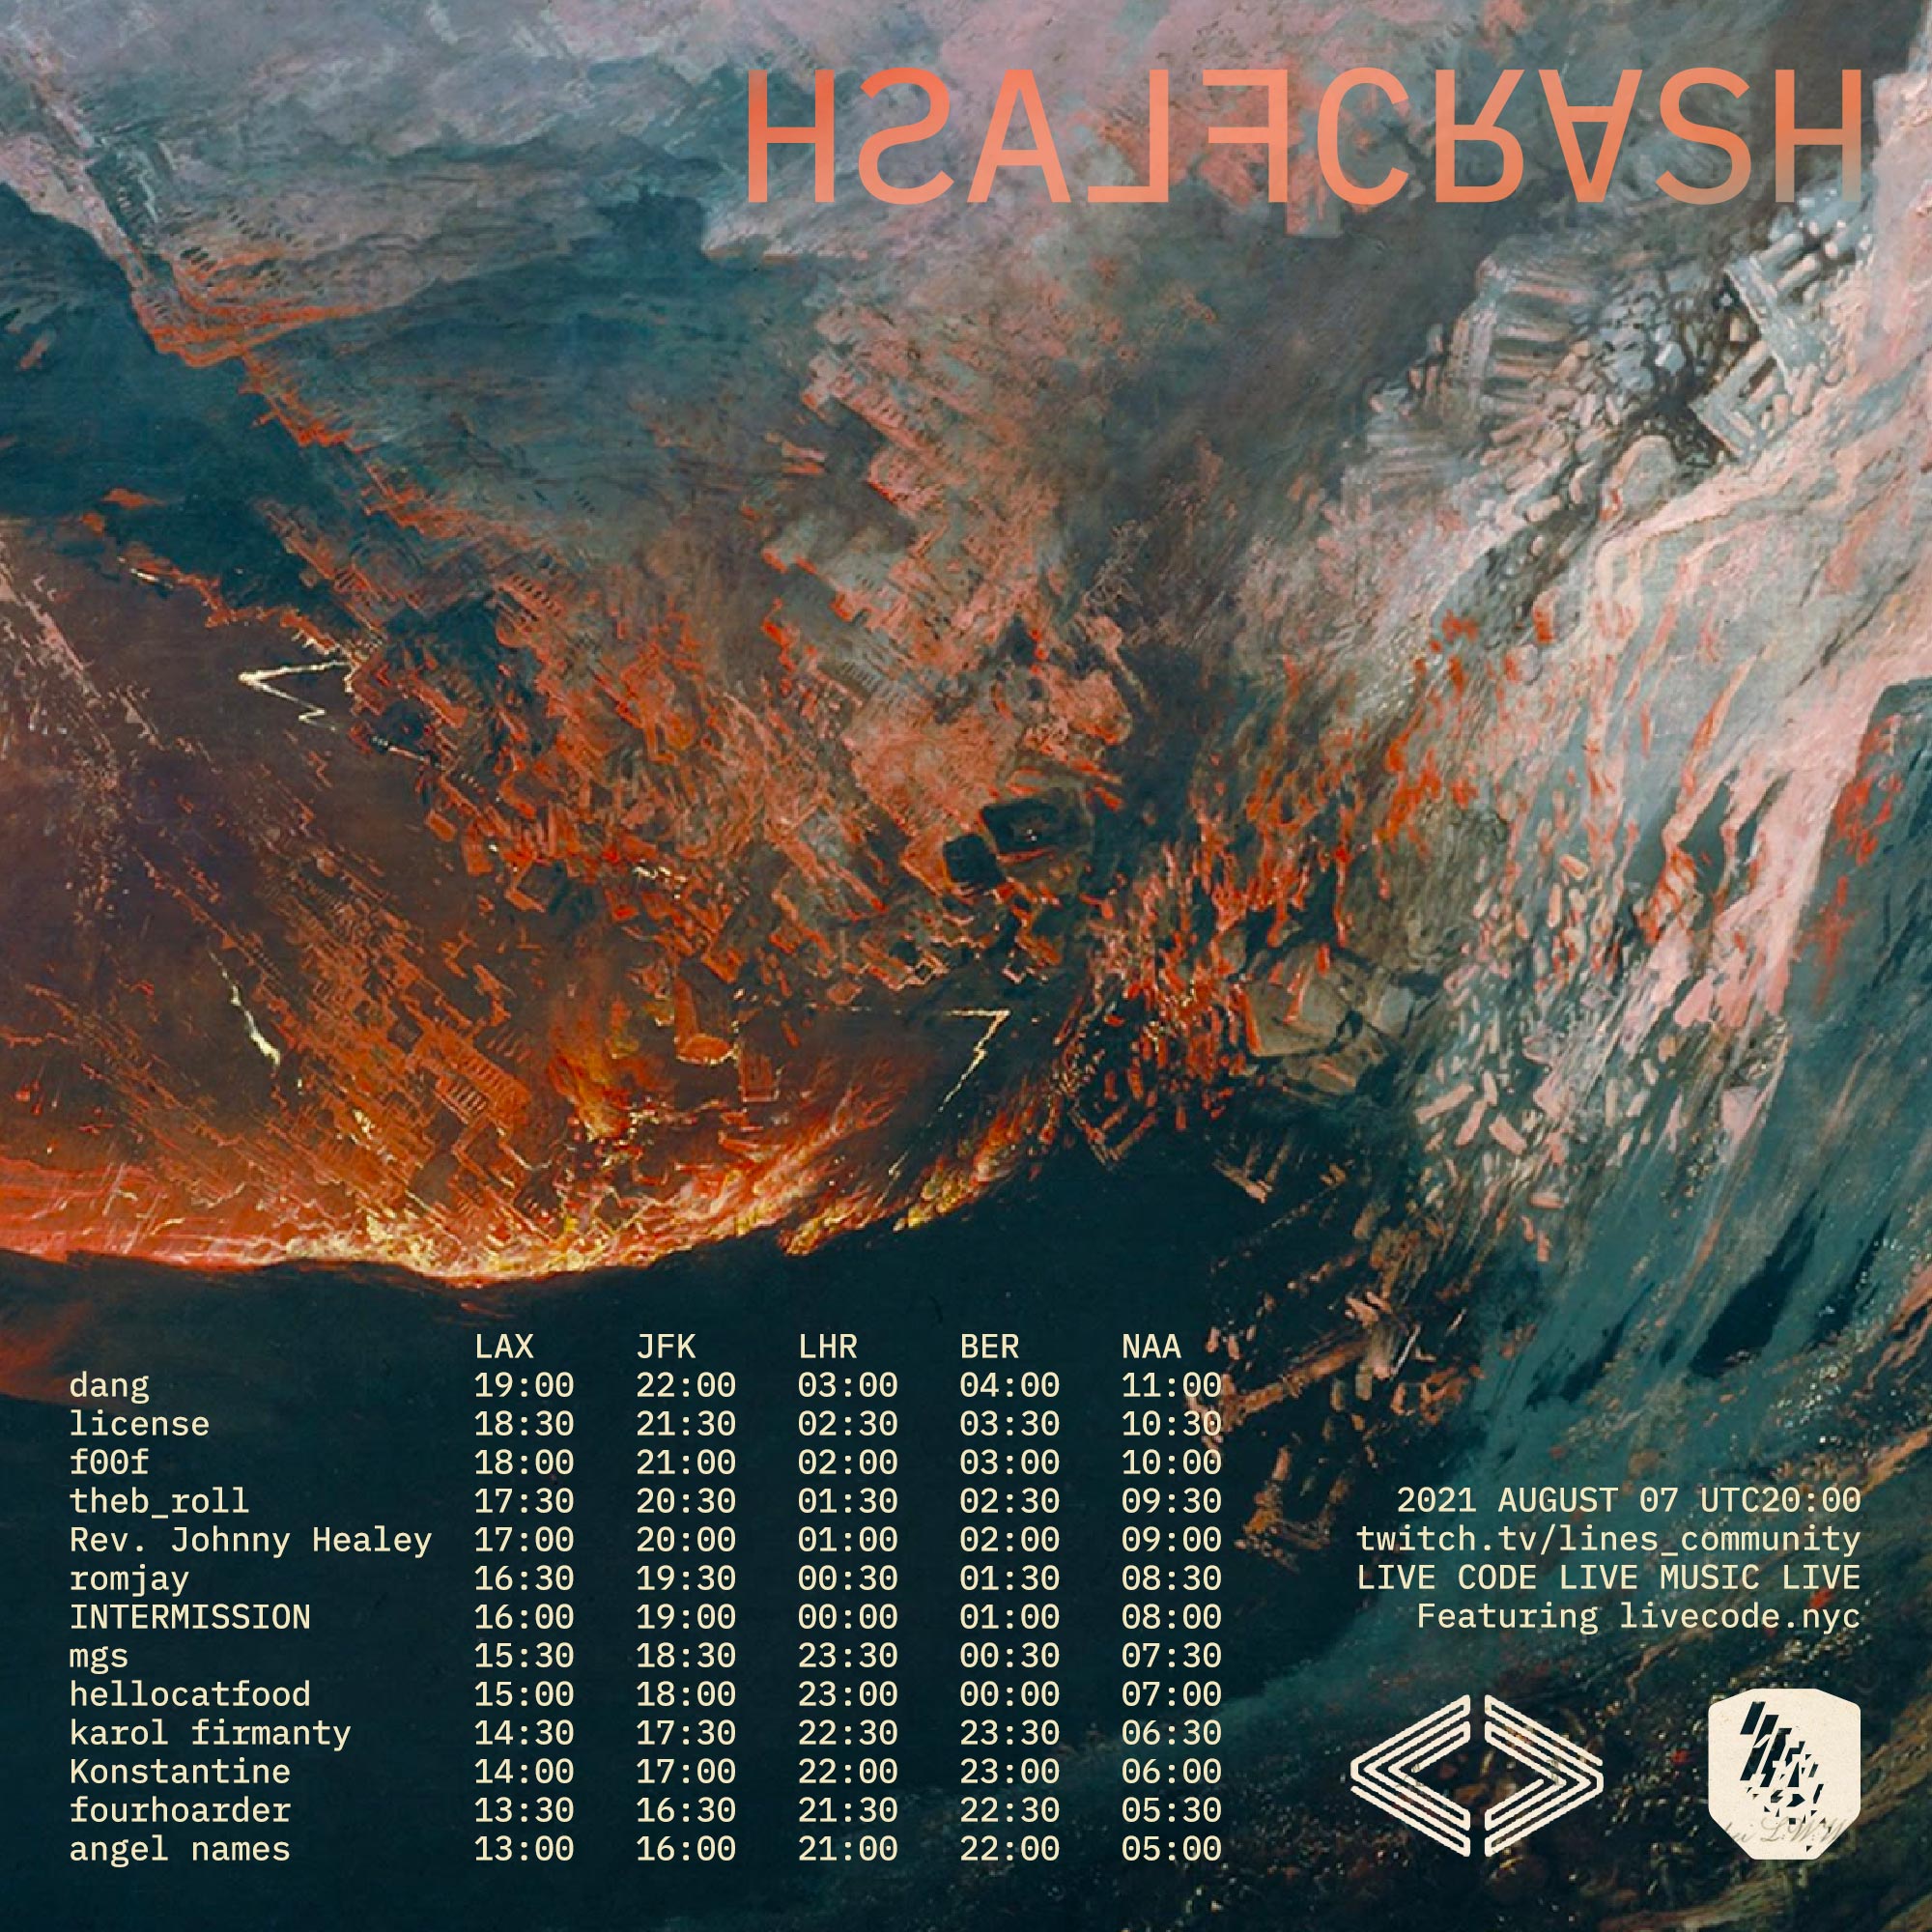 HSALFCRASH
LAX JFK LHR BER NAA
dang 19:00 22:00 03:00 04:00 11:00
license 18:30 21:30 02:30 03:30 10:30
f00f 18:00 21:00 02:00 03:00 10:00
theb_roll 17:30 20:30 01:30 02:30 09:30
Rev. Johnny Healey 17:00 20:00 01:00 02:00 09:00
romjay 16:30 19:30 00:30 01:30 08:30
INTERMISSION 16:00 19:00 00:00 01:00 08:00
mgs 15:30 18:30 23:30 00:30 07:30
hellocatfood 15:00 18:00 23:00 00:00 07:00
karol firmanty 14:30 17:30 22:30 23:30 06:30
Konstantine 14:00 17:00 22:00 23:00 06:00
fourhoarder 13:30 16:30 21:30 22:30 05:30
angel names 13:00 16:00 21:00 22:00 05:00
2021 AUGUST 07 UTC20:00
twitch.tv/lines_community
LIVE CODE LIVE MUSIC LIVE
Featuring livecode.nyc